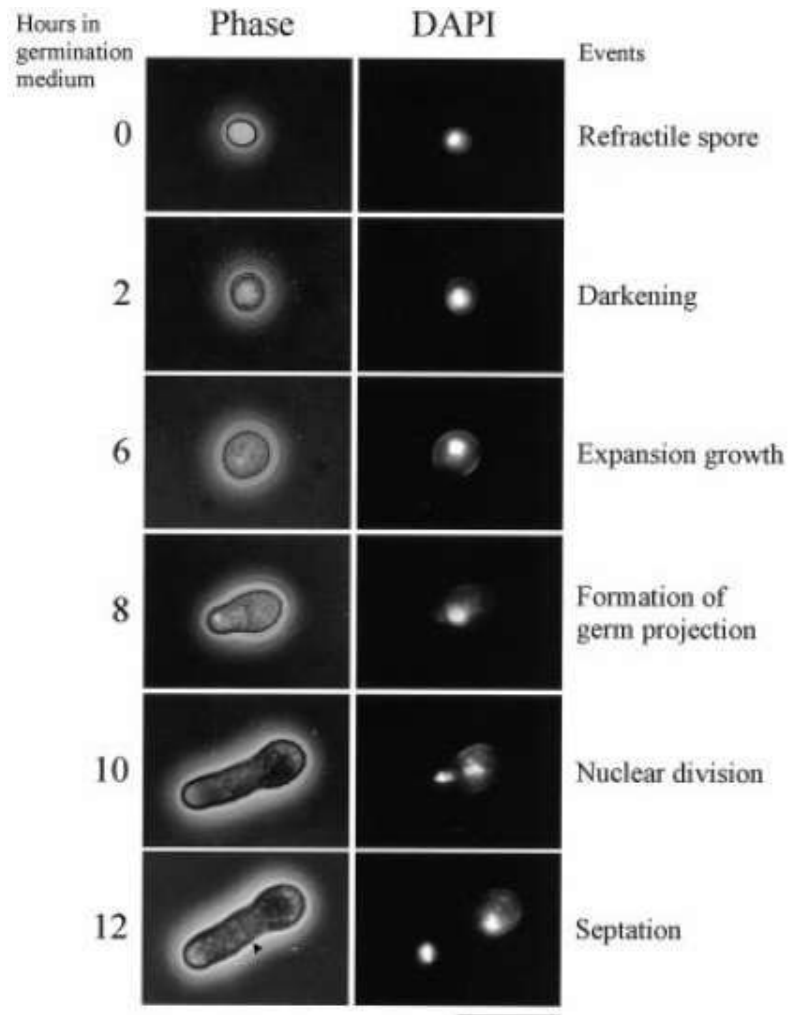 Hours in
germination
medium
Phase
DAPI
Events
0
Refractile spore
2
Darkening
6
Expansion growth
8
Formation of
germ projection
10
Nuclear division
12
Septation